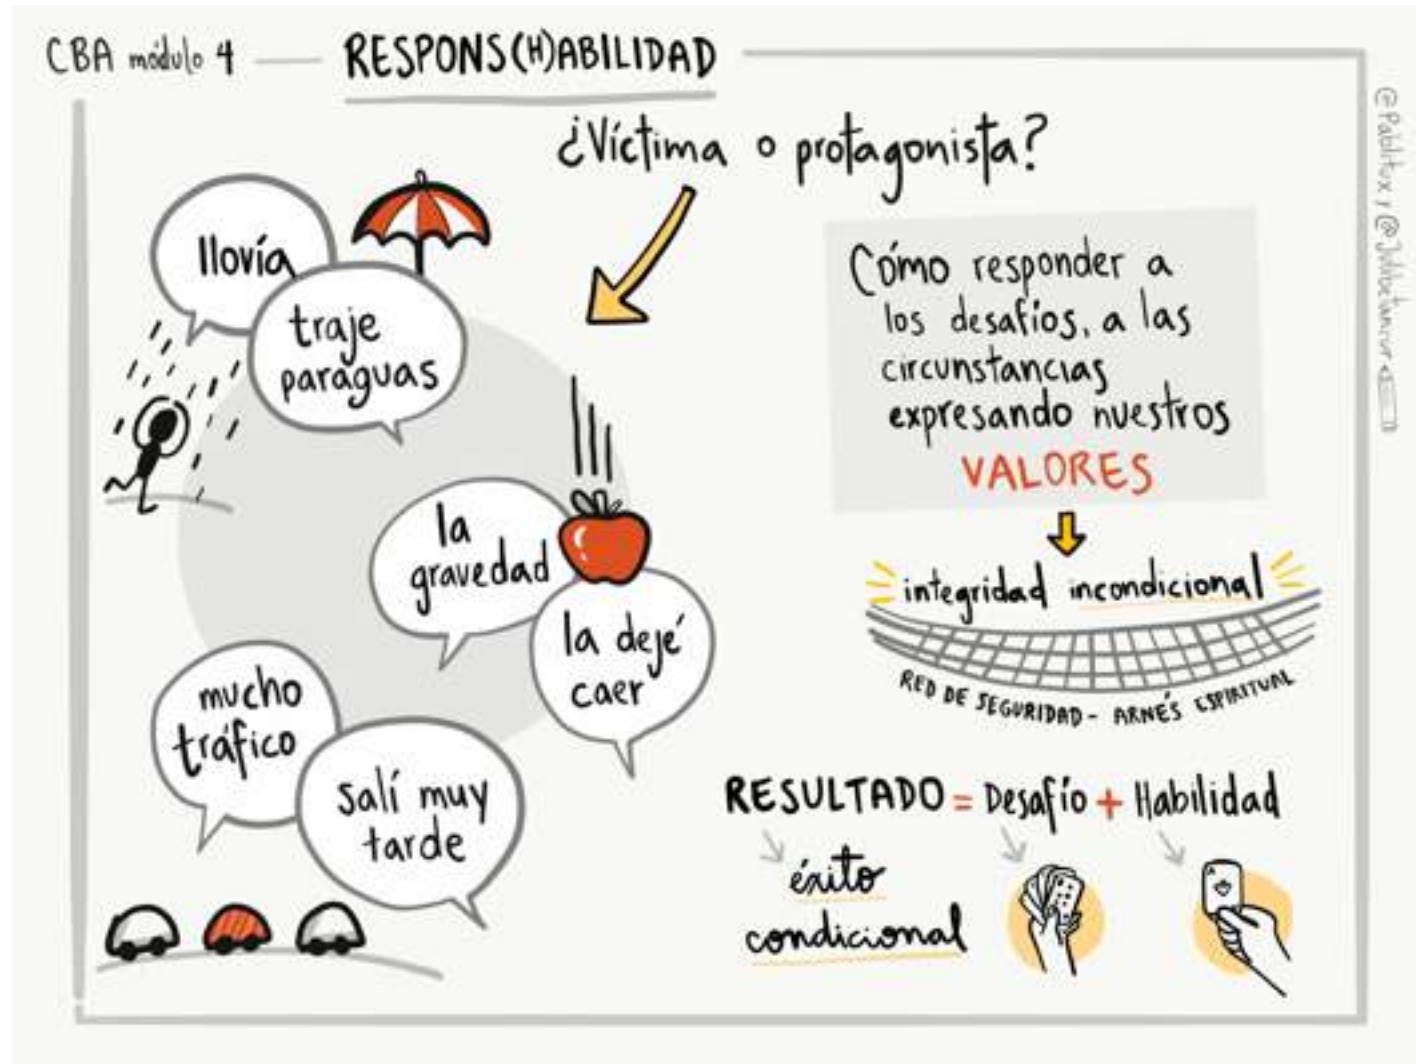 CBA módulo 4
RESPONS(H)ABILIDAD
¿Víctima o protagonista?
llovía
traje
paraguas
la
gravedad
la dejé
caer
mucho
tráfico
salí muy
tarde
Cómo responder a
los desafíos, a las
circunstancias
expresando nuestros
VALORES
integridad incondicional
RED DE SEGURIDAD - ARNÉS ESPIRITUAL
RESULTADO = Desafío + Habilidad
éxito
condicional
@Pablitux y @Julibetancur